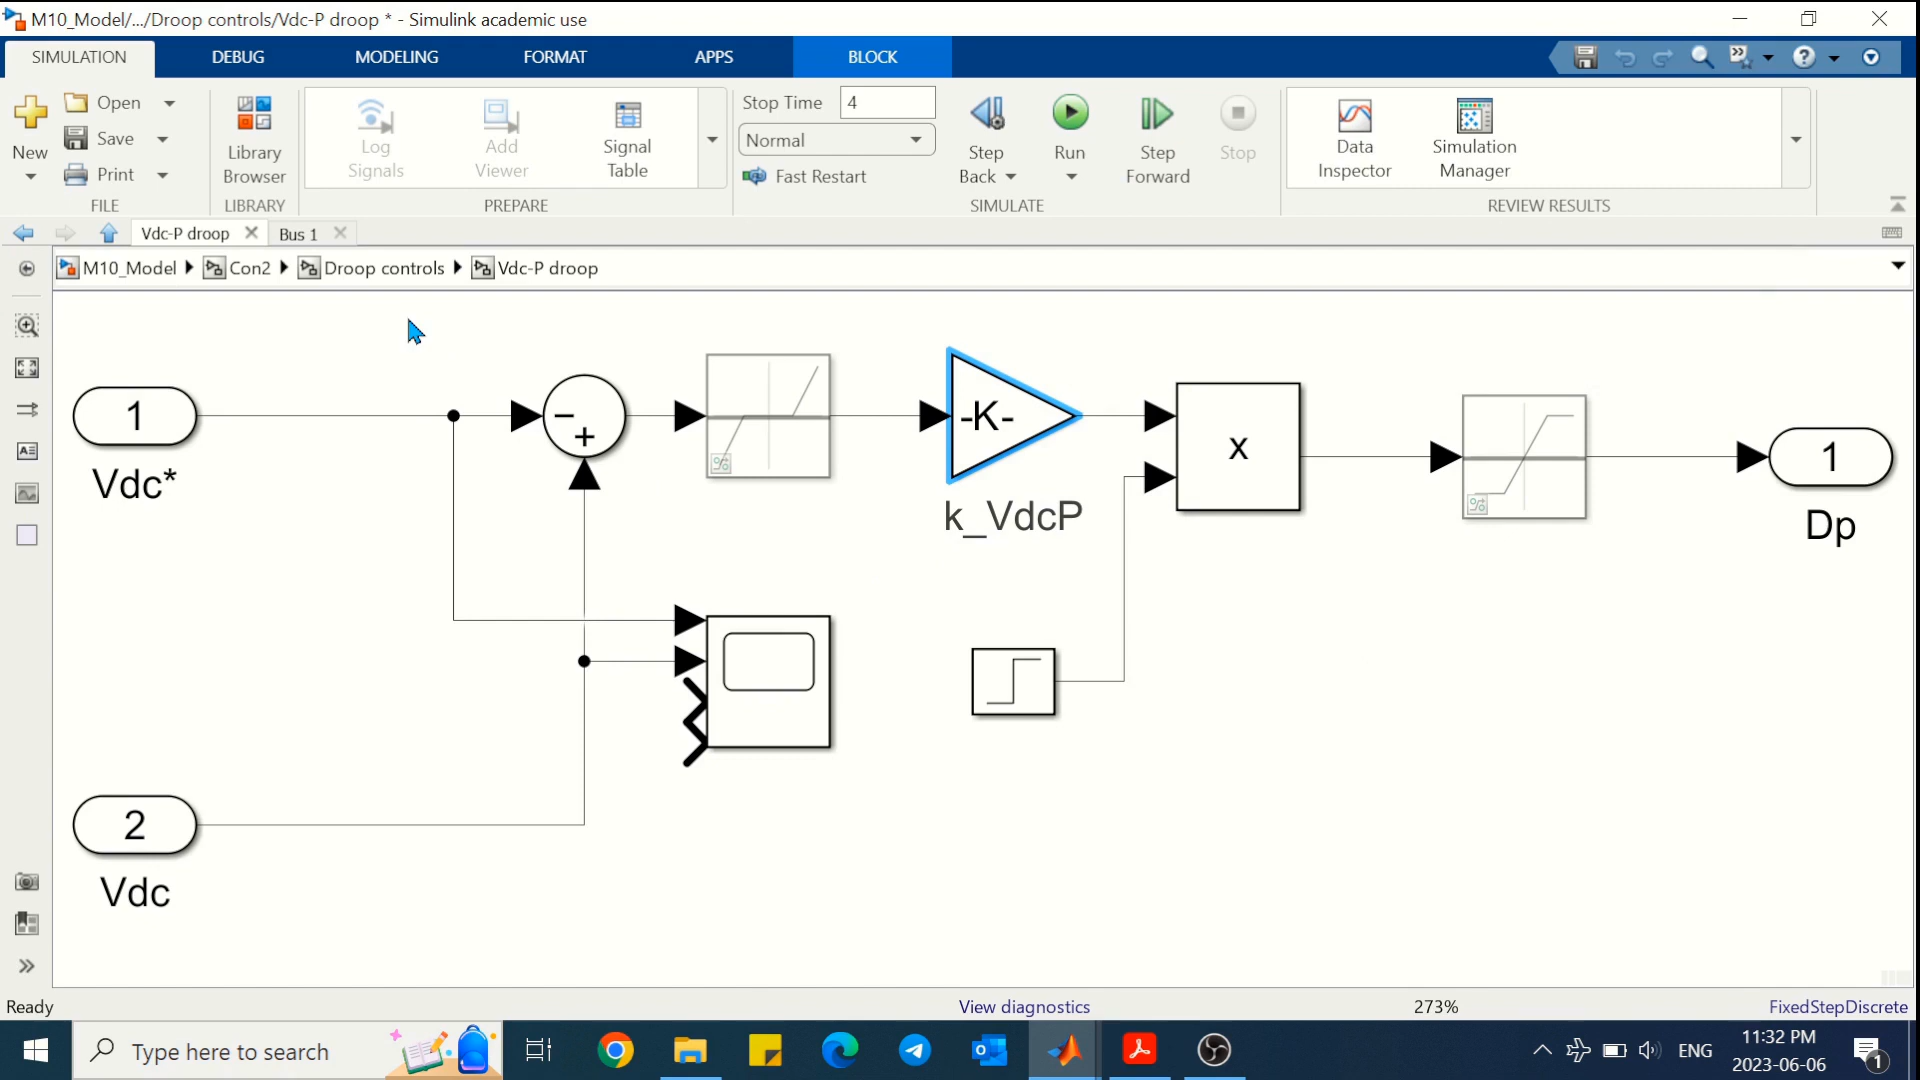 M10_Model/.../Droop controls/Vdc-P droop * - Simulink academic use
SIMULATION DEBUG MODELING FORMAT APPS BLOCK
New
Open
Save
Print
FILE
Library Browser
LIBRARY
Log Signals
Add Viewer
Signal Table
PREPARE
Stop Time 4
Normal
Fast Restart
Step Back
Run
Step Forward
Stop
SIMULATE
Data Inspector
Simulation Manager
REVIEW RESULTS
Vdc-P droop Bus 1
M10_Model Con2 Droop controls Vdc-P droop
1
Vdc*
−
+
-K-
k_VdcP
x
1
Dp
2
Vdc
Ready View diagnostics 273% FixedStepDiscrete
Type here to search
ENG
11:32 PM
2023-06-06
1